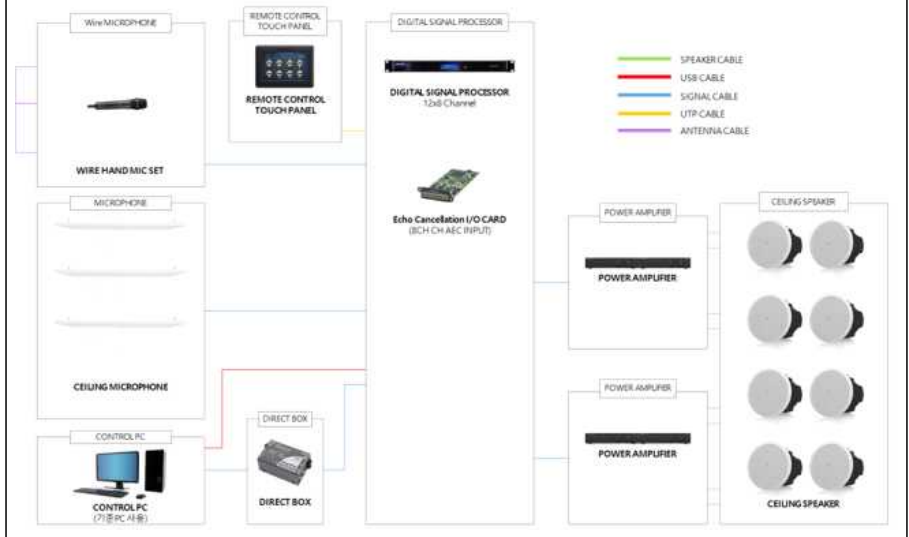 Wire MICROPHONE
WIRE HAND MIC SET
REMOTE CONTROL
TOUCH PANEL
REMOTE CONTROL
TOUCH PANEL
DIGITAL SIGNAL PROCESSOR
DIGITAL SIGNAL PROCESSOR
12x8 Channel
Echo Cancellation I/O CARD
(8CH CH AEC INPUT)
SPEAKER CABLE
USB CABLE
SIGNAL CABLE
UTP CABLE
ANTENNA CABLE
MICROPHONE
CEILING MICROPHONE
CONTROL PC
CONTROL PC
(기존PC 사용)
DIRECT BOX
DIRECT BOX
POWER AMPLIFIER
POWER AMPLIFIER
POWER AMPLIFIER
POWER AMPLIFIER
CEILING SPEAKER
CEILING SPEAKER